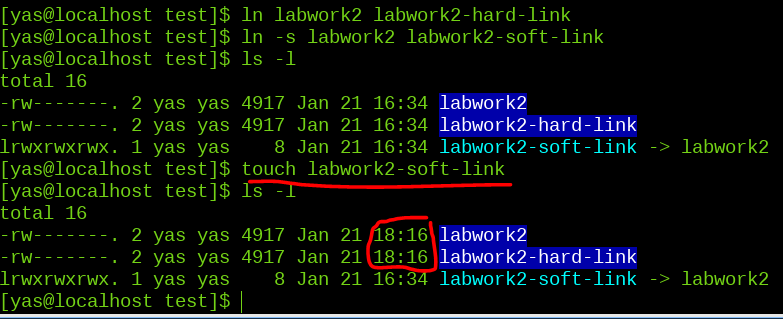 [yas@localhost test]$ ln labwork2 labwork2-hard-link
[yas@localhost test]$ ln -s labwork2 labwork2-soft-link
[yas@localhost test]$ ls -l
total 16
-rw-------. 2 yas yas 4917 Jan 21 16:34 labwork2
-rw-------. 2 yas yas 4917 Jan 21 16:34 labwork2-hard-link
lrwxrwxrwx. 1 yas yas    8 Jan 21 16:34 labwork2-soft-link -> labwork2
[yas@localhost test]$ touch labwork2-soft-link
[yas@localhost test]$ ls -l
total 16
-rw-------. 2 yas yas 4917 Jan 21 18:16 labwork2
-rw-------. 2 yas yas 4917 Jan 21 18:16 labwork2-hard-link
lrwxrwxrwx. 1 yas yas    8 Jan 21 16:34 labwork2-soft-link -> labwork2
[yas@localhost test]$